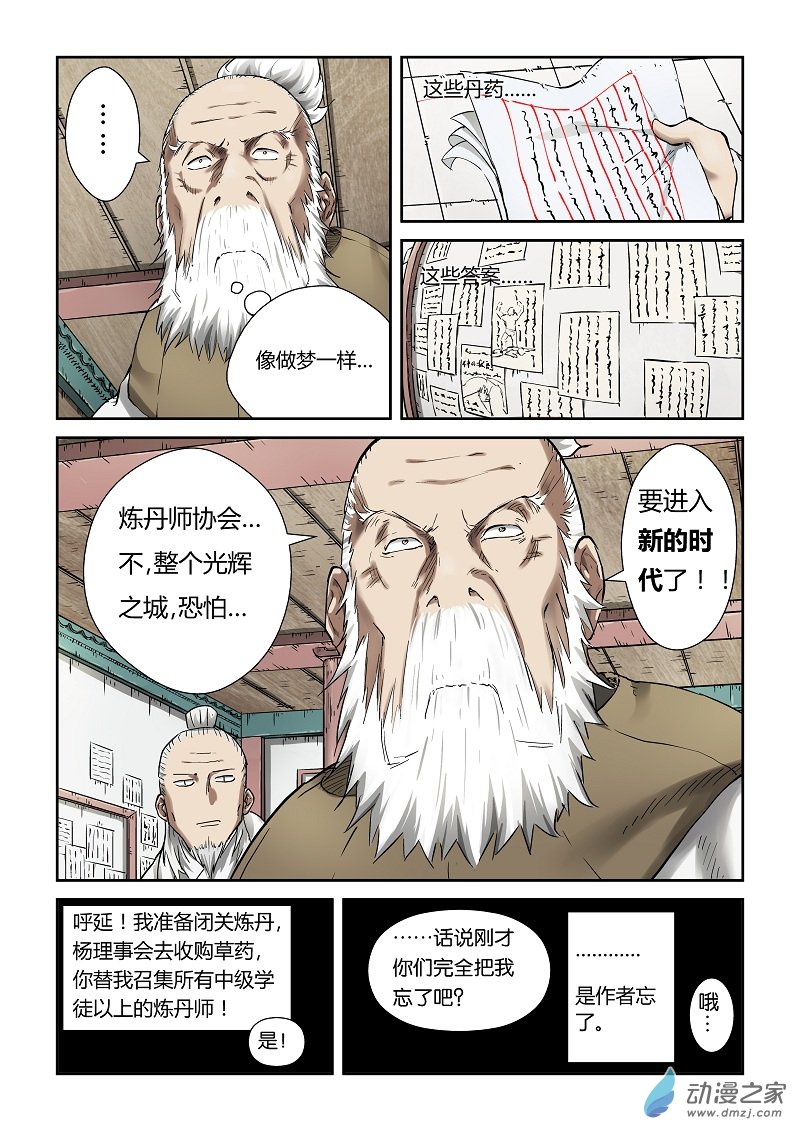 ……
像做梦一样…
这些丹药……
这些答案……
炼丹师协会…
不,整个光辉
之城,恐怕…
要进入
新的时
代了！！
呼延！我准备闭关炼丹，
杨理事会去收购草药，
你替我召集所有中级学
徒以上的炼丹师！
是！
……话说刚才
你们完全把我
忘了吧？
…………
是作者忘
了。
哦
…
动漫之家
www.dmzj.com